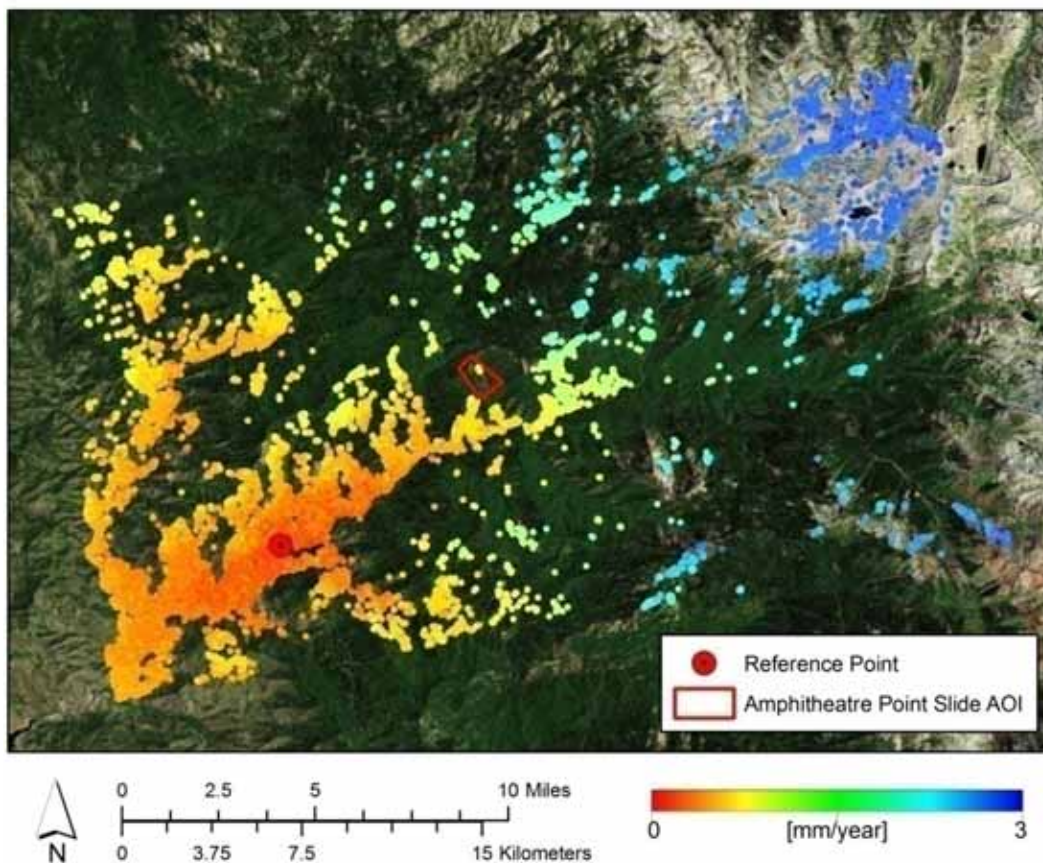 Reference Point
Amphitheatre Point Slide AOI
0 2.5 5 10 Miles
0 3.75 7.5 15 Kilometers
N
0 [mm/year] 3